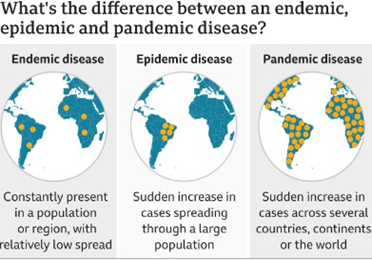 What's the difference between an endemic,
epidemic and pandemic disease?
Endemic disease
Constantly present
in a population
or region, with
relatively low spread
Epidemic disease
Sudden increase in
cases spreading
through a large
population
Pandemic disease
Sudden increase in
cases across several
countries, continents
or the world